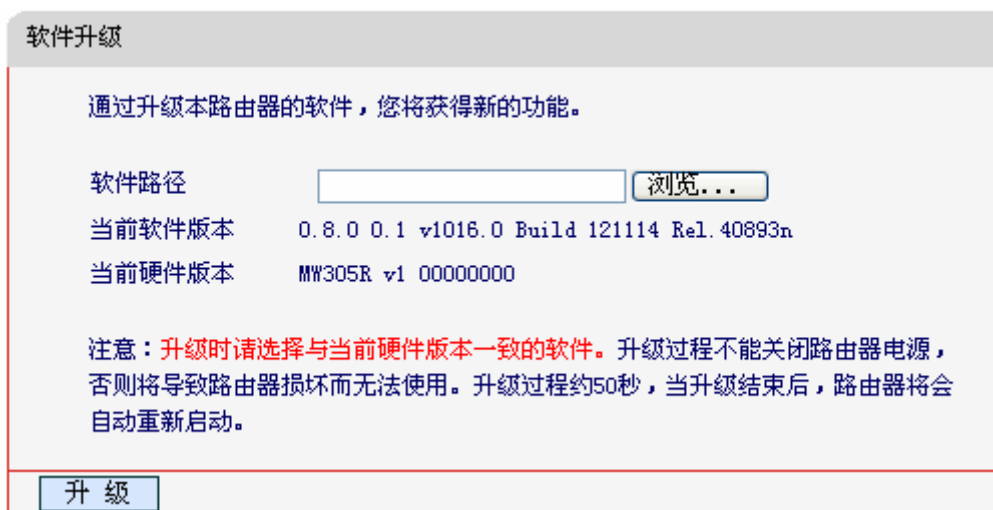 软件升级
通过升级本路由器的软件，您将获得新的功能。
软件路径 浏览...
当前软件版本 0.8.0 0.1 v1016.0 Build 121114 Rel.40893n
当前硬件版本 MW305R v1 00000000
注意：升级时请选择与当前硬件版本一致的软件。升级过程不能关闭路由器电源，
否则将导致路由器损坏而无法使用。升级过程约50秒，当升级结束后，路由器将会
自动重新启动。
升 级